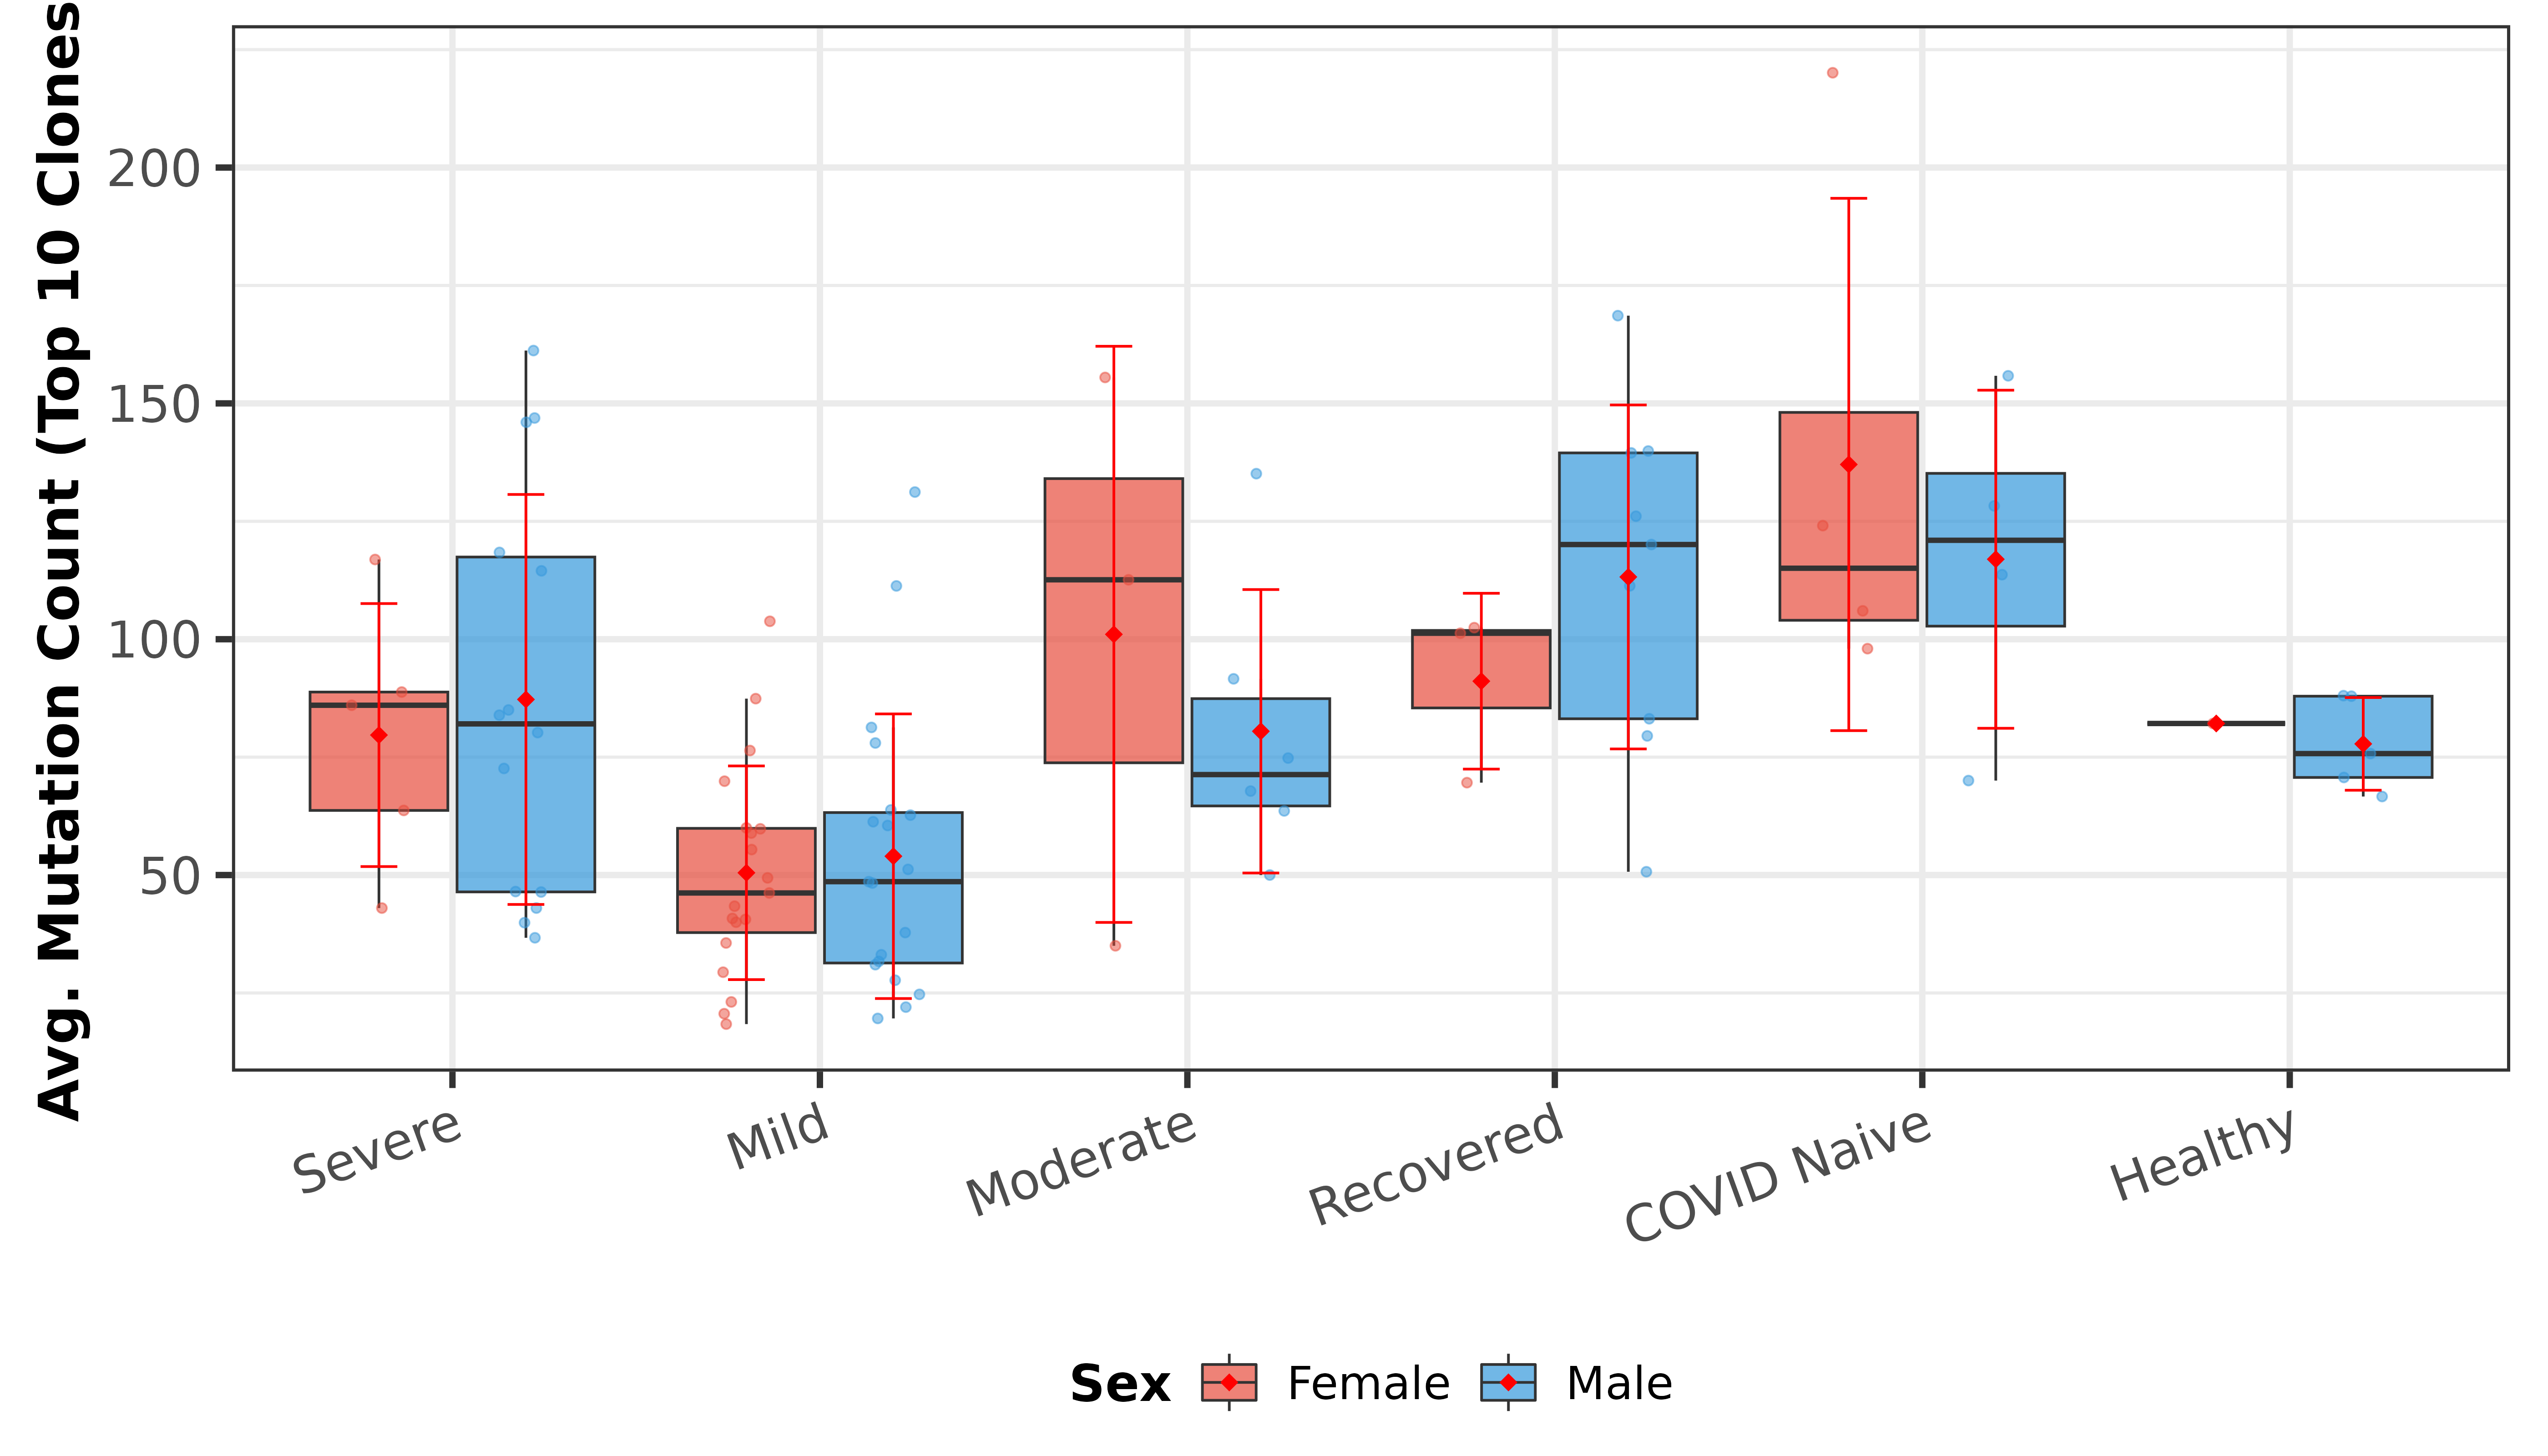 Avg. Mutation Count (Top 10 Clones
200
150
100
50
Severe
Mild
Moderate
Recovered
COVID Naive
Healthy
Sex Female Male